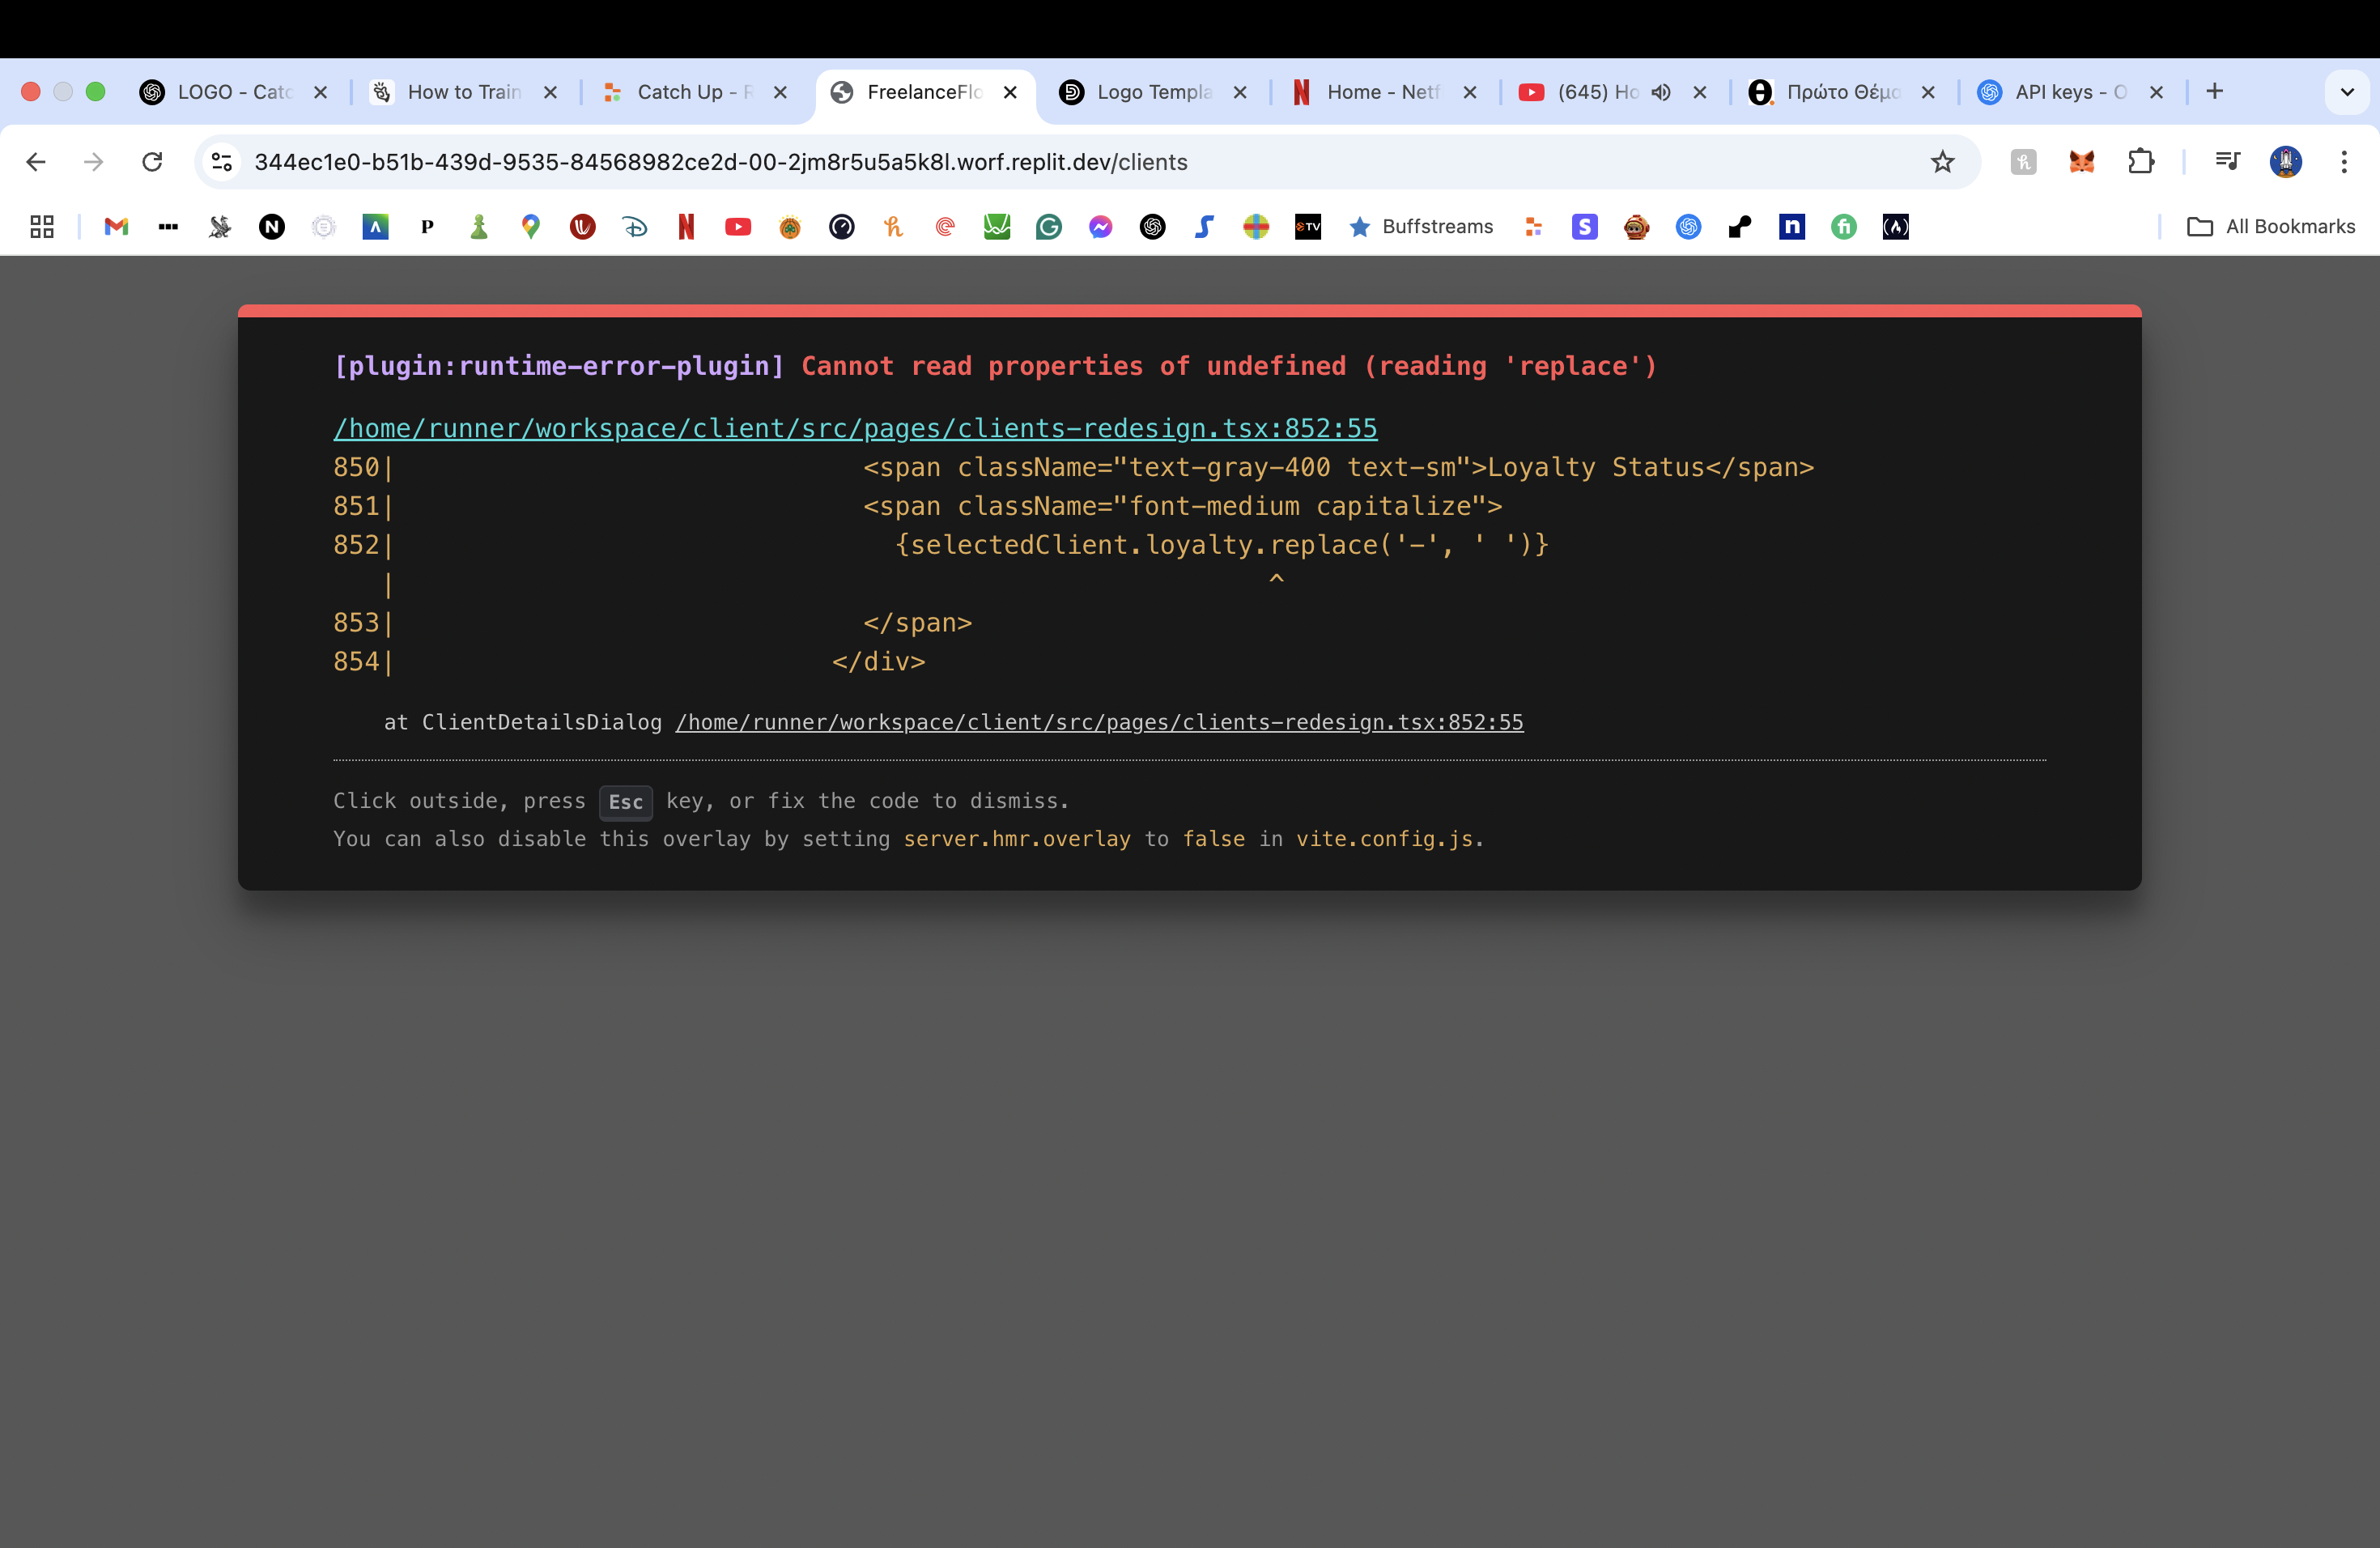 LOGO - Catc
How to Train
Catch Up - R
FreelanceFlo
Logo Templa
Home - Netf
(645) Ho
Πρώτο Θέμα
API keys - O
344ec1e0-b51b-439d-9535-84568982ce2d-00-2jm8r5u5a5k8l.worf.replit.dev/clients
Buffstreams
All Bookmarks
[plugin:runtime-error-plugin] Cannot read properties of undefined (reading 'replace')
/home/runner/workspace/client/src/pages/clients-redesign.tsx:852:55
850| <span className="text-gray-400 text-sm">Loyalty Status</span>
851| <span className="font-medium capitalize">
852| {selectedClient.loyalty.replace('-', ' ')}
| ^
853| </span>
854| </div>
at ClientDetailsDialog /home/runner/workspace/client/src/pages/clients-redesign.tsx:852:55
Click outside, press Esc key, or fix the code to dismiss.
You can also disable this overlay by setting server.hmr.overlay to false in vite.config.js.